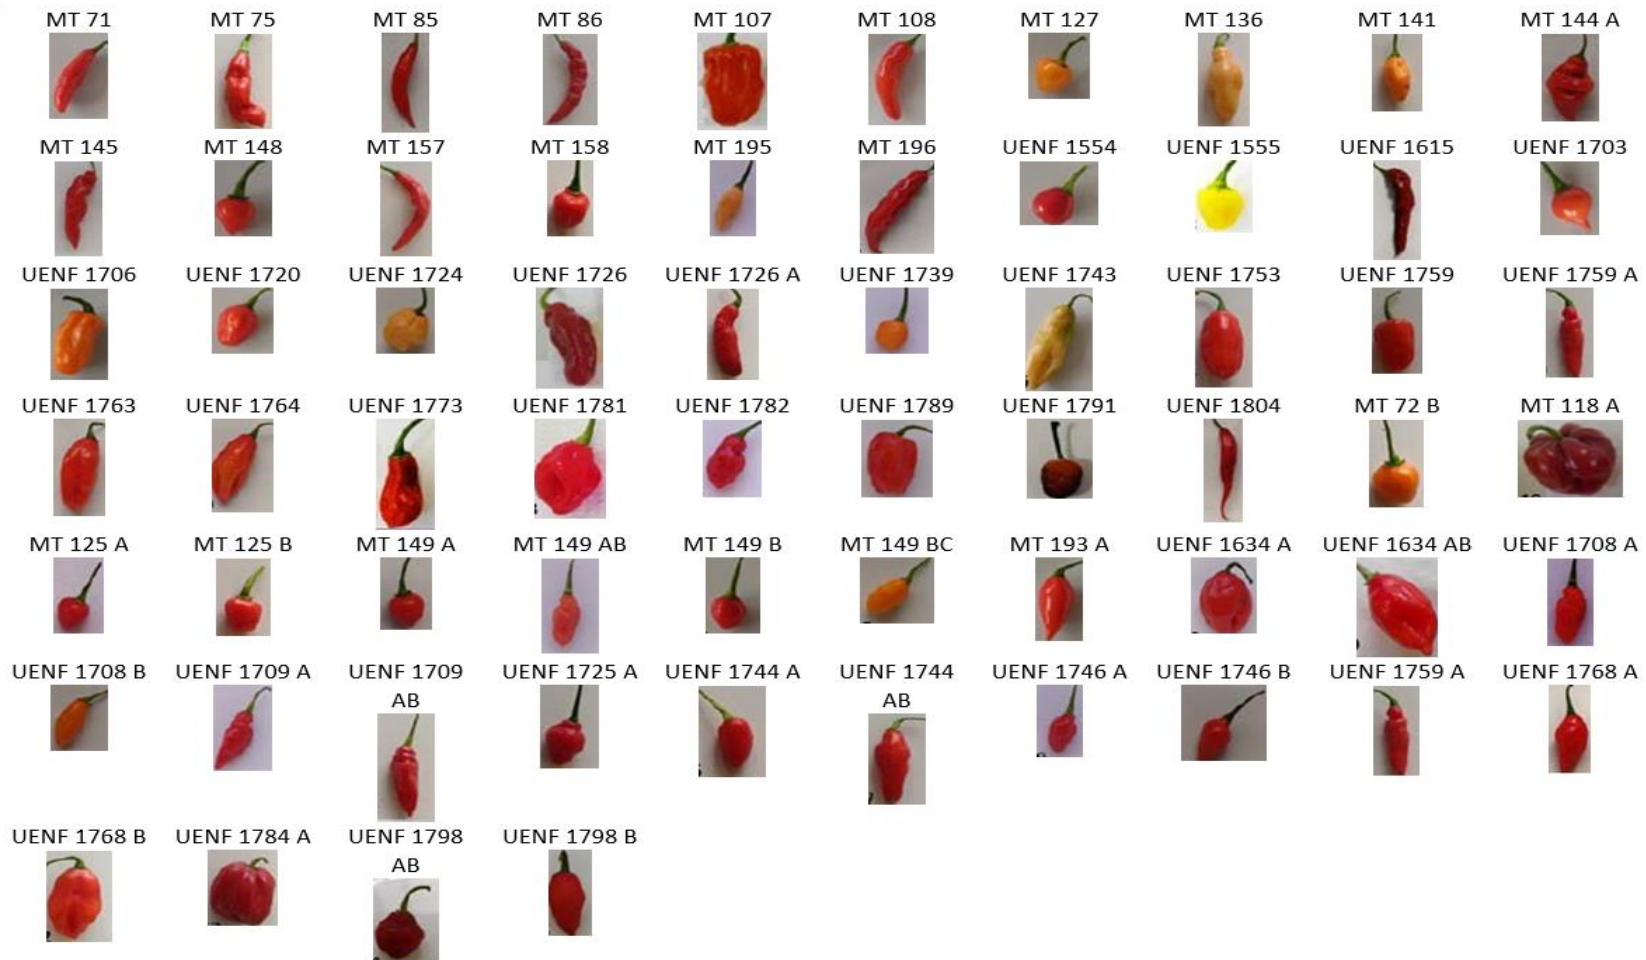 MT 71 MT 75 MT 85 MT 86 MT 107 MT 108 MT 127 MT 136 MT 141 MT 144 A
MT 145 MT 148 MT 157 MT 158 MT 195 MT 196 UENF 1554 UENF 1555 UENF 1615 UENF 1703
UENF 1706 UENF 1720 UENF 1724 UENF 1726 UENF 1726 A UENF 1739 UENF 1743 UENF 1753 UENF 1759 UENF 1759 A
UENF 1763 UENF 1764 UENF 1773 UENF 1781 UENF 1782 UENF 1789 UENF 1791 UENF 1804 MT 72 B MT 118 A
MT 125 A MT 125 B MT 149 A MT 149 AB MT 149 B MT 149 BC MT 193 A UENF 1634 A UENF 1634 AB UENF 1708 A
UENF 1708 B UENF 1709 A UENF 1709 UENF 1725 A UENF 1744 A UENF 1744 UENF 1746 A UENF 1746 B UENF 1759 A UENF 1768 A
AB AB
UENF 1768 B UENF 1784 A UENF 1798 UENF 1798 B
AB